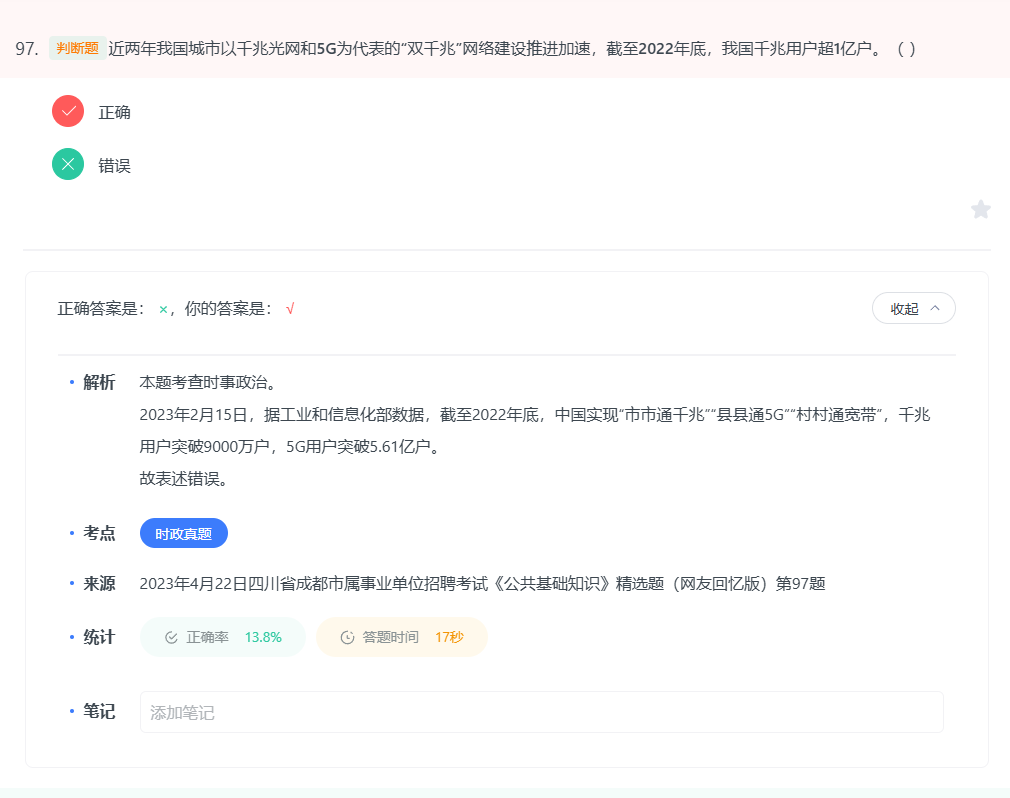 97. 判断题 近两年我国城市以千兆光网和5G为代表的“双千兆”网络建设推进加速，截至2022年底，我国千兆用户超1亿户。（ ）
正确
错误
正确答案是： ×，你的答案是： √
收起
解析
本题考查时事政治。
2023年2月15日，据工业和信息化部数据，截至2022年底，中国实现“市市通千兆”“县县通5G”“村村通宽带”，千兆
用户突破9000万户，5G用户突破5.61亿户。
故表述错误。
考点 时政真题
来源 2023年4月22日四川省成都市属事业单位招聘考试《公共基础知识》精选题（网友回忆版）第97题
统计 正确率 13.8% 答题时间 17秒
笔记 添加笔记